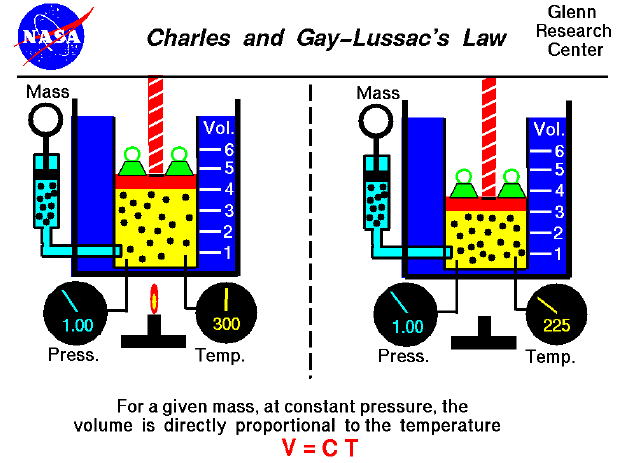 NASA
Charles and Gay-Lussac's Law
Glenn
Research
Center
Mass
Vol.
6
5
4
3
2
1
1.00
Press.
300
Temp.
Mass
Vol.
6
5
4
3
2
1
1.00
Press.
225
Temp.
For a given mass, at constant pressure, the
volume is directly proportional to the temperature
V = C T